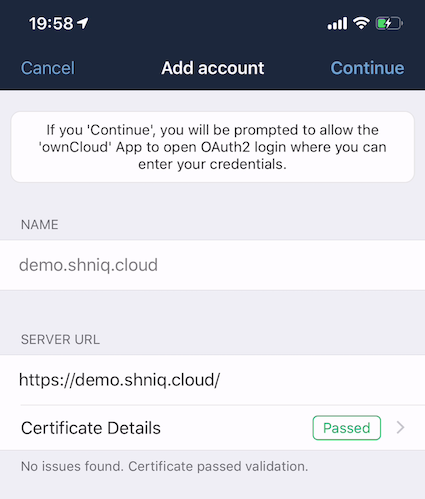 19:58
Cancel Add account Continue
If you 'Continue', you will be prompted to allow the
'ownCloud' App to open OAuth2 login where you can
enter your credentials.
NAME
demo.shniq.cloud
SERVER URL
https://demo.shniq.cloud/
Certificate Details Passed
No issues found. Certificate passed validation.